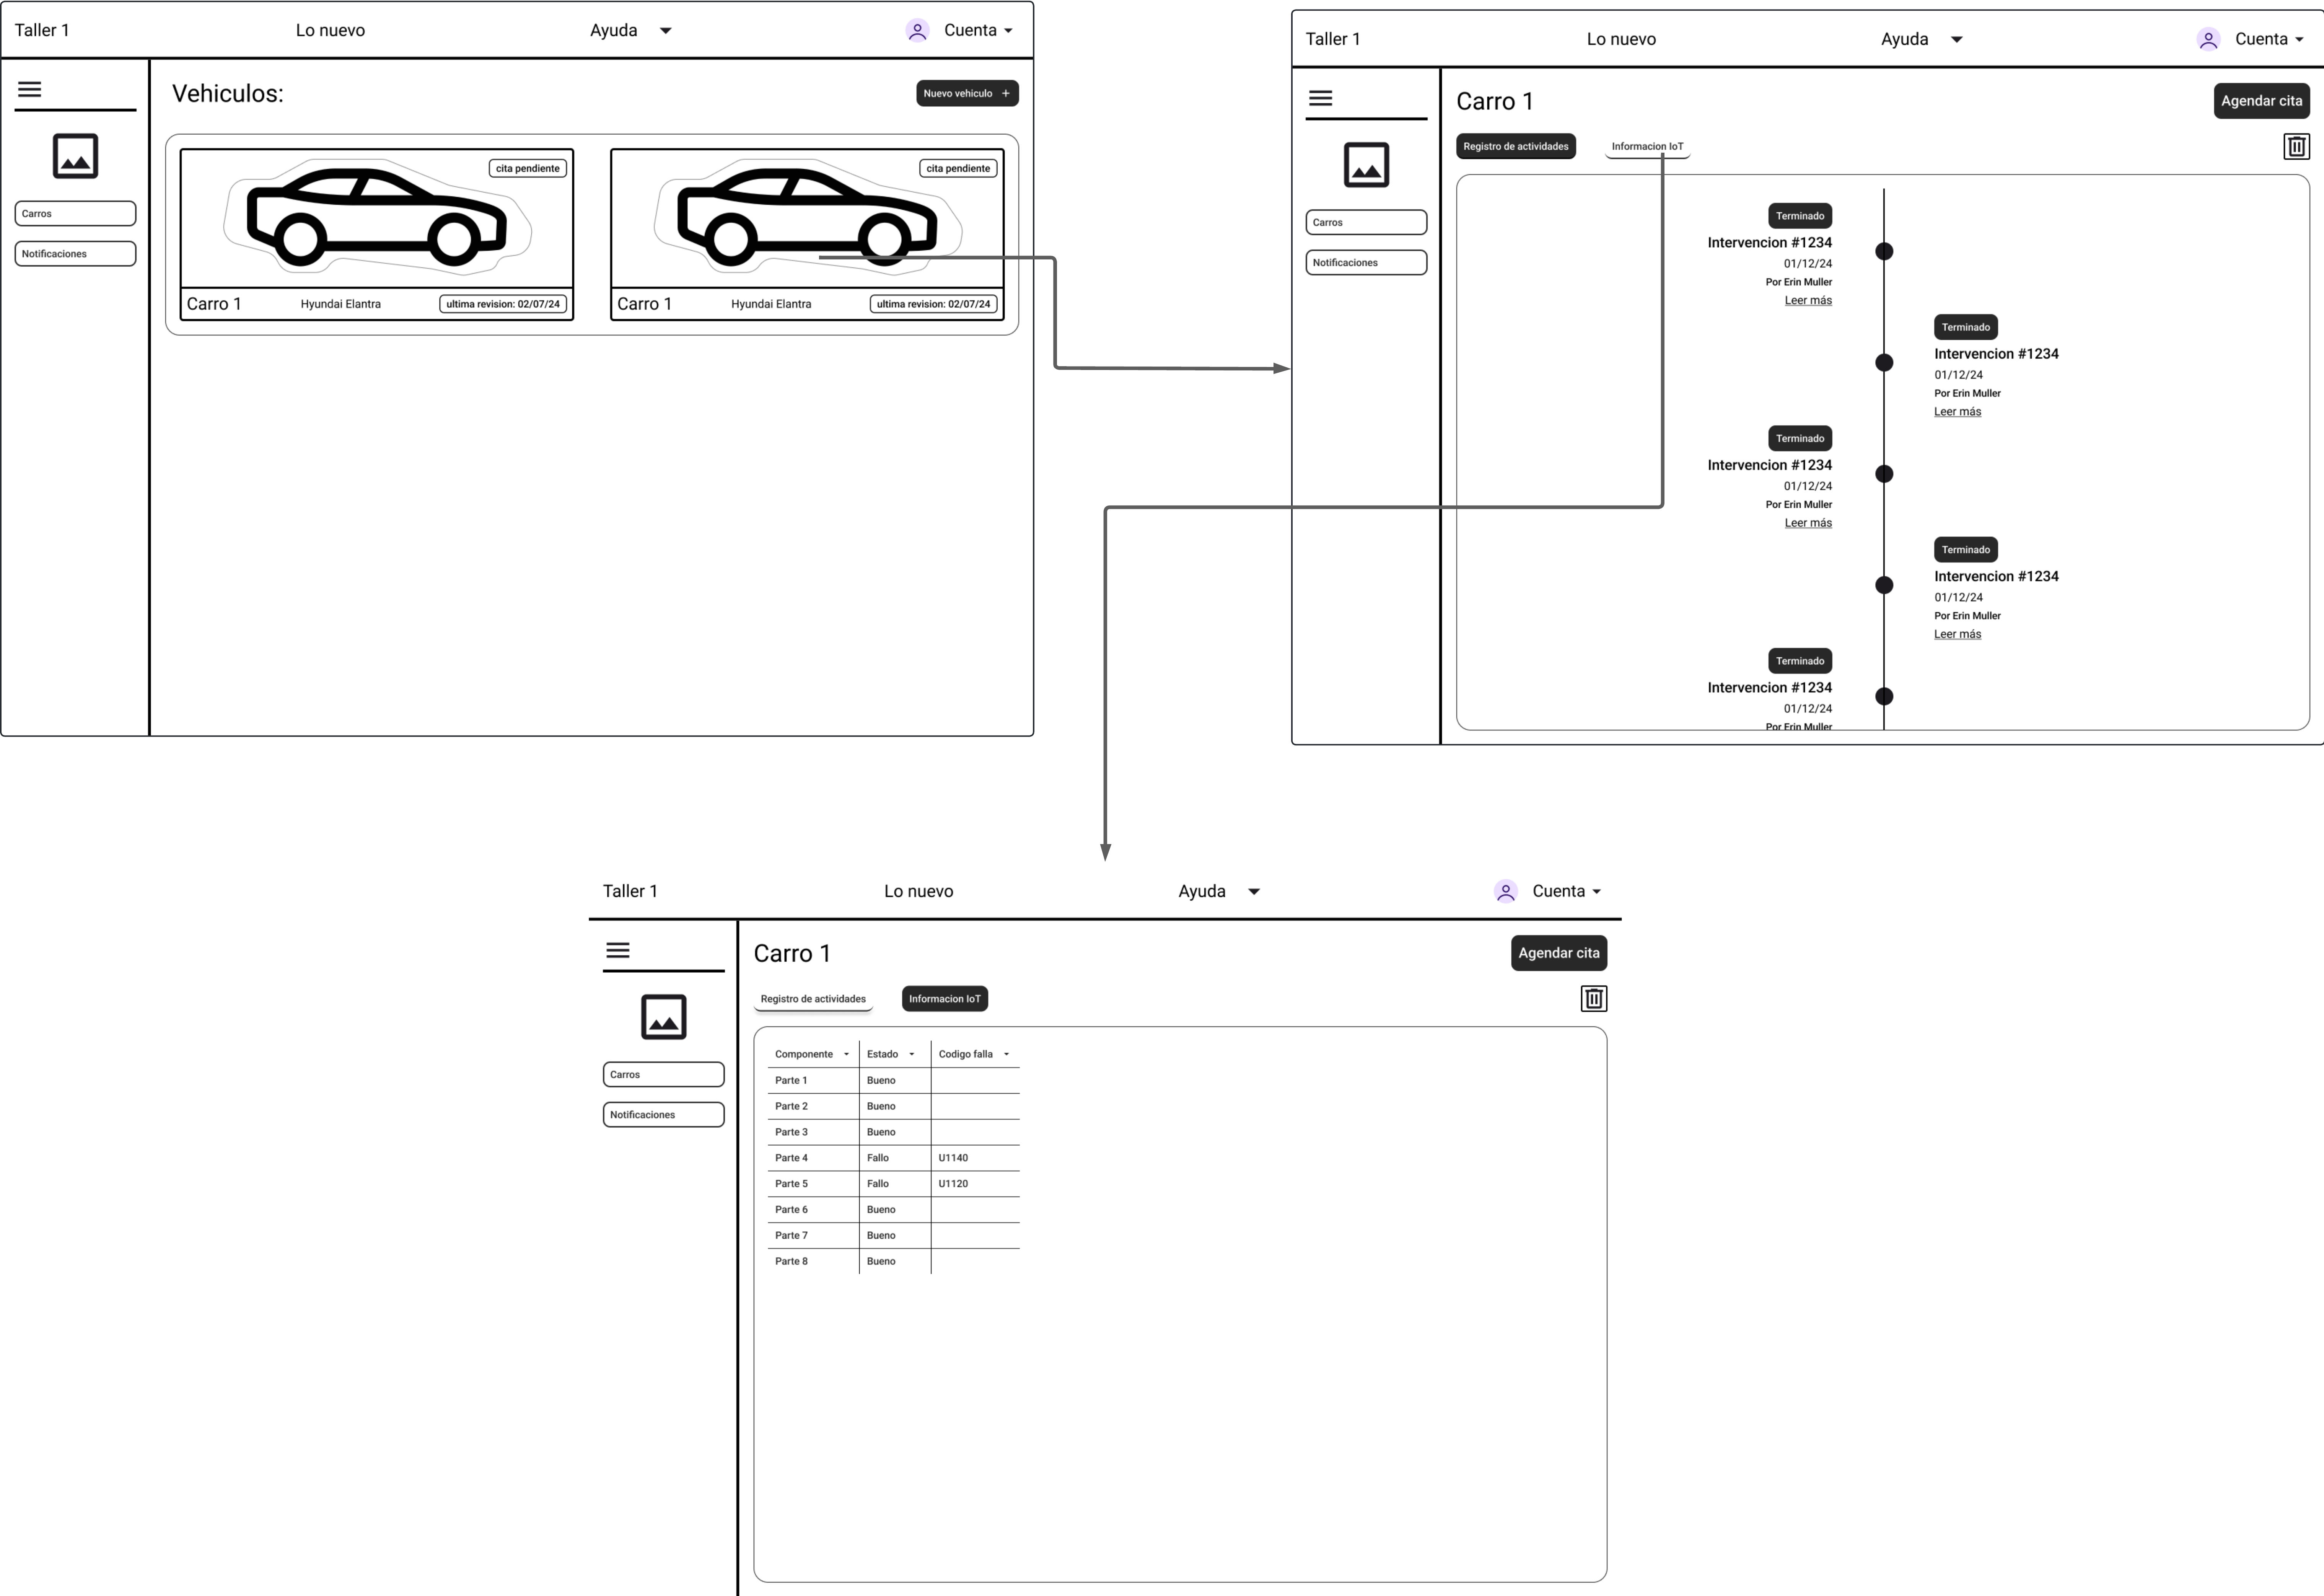 Taller 1 Lo nuevo Ayuda Cuenta
Vehiculos: Nuevo vehiculo +
Carros
Notificaciones
cita pendiente
Carro 1 Hyundai Elantra ultima revision: 02/07/24
cita pendiente
Carro 1 Hyundai Elantra ultima revision: 02/07/24
Taller 1 Lo nuevo Ayuda Cuenta
Carro 1 Agendar cita
Registro de actividades Informacion IoT
Carros
Notificaciones
Terminado
Intervencion #1234
01/12/24
Por Erin Muller
Leer más
Terminado
Intervencion #1234
01/12/24
Por Erin Muller
Leer más
Terminado
Intervencion #1234
01/12/24
Por Erin Muller
Leer más
Terminado
Intervencion #1234
01/12/24
Por Erin Muller
Leer más
Terminado
Intervencion #1234
01/12/24
Por Erin Muller
Taller 1 Lo nuevo Ayuda Cuenta
Carro 1 Agendar cita
Registro de actividades Informacion IoT
Carros
Notificaciones
Componente Estado Codigo falla
Parte 1 Bueno
Parte 2 Bueno
Parte 3 Bueno
Parte 4 Fallo U1140
Parte 5 Fallo U1120
Parte 6 Bueno
Parte 7 Bueno
Parte 8 Bueno